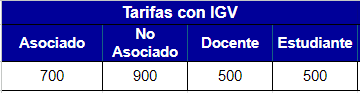 Tarifas con IGV
Asociado No Asociado Docente Estudiante
700 900 500 500